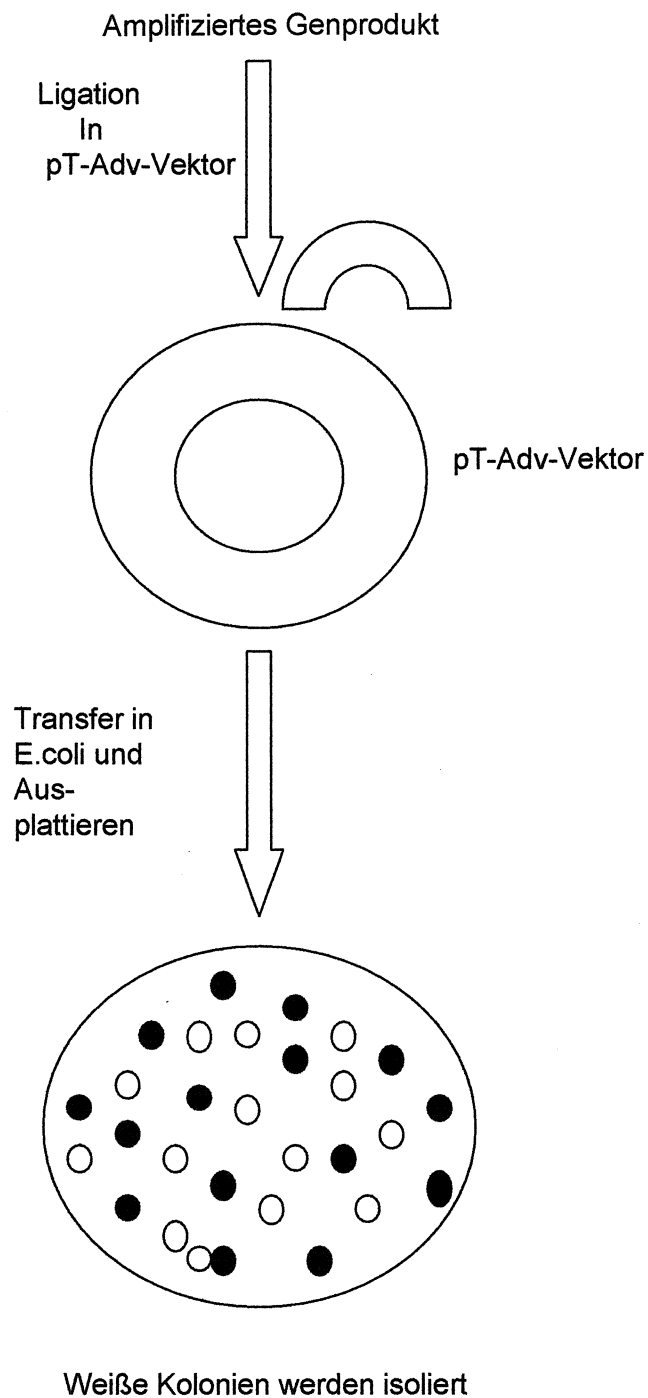 Amplifiziertes Genprodukt
Ligation
In
pT-Adv-Vektor
pT-Adv-Vektor
Transfer in
E.coli und
Aus-
plattieren
Weiße Kolonien werden isoliert